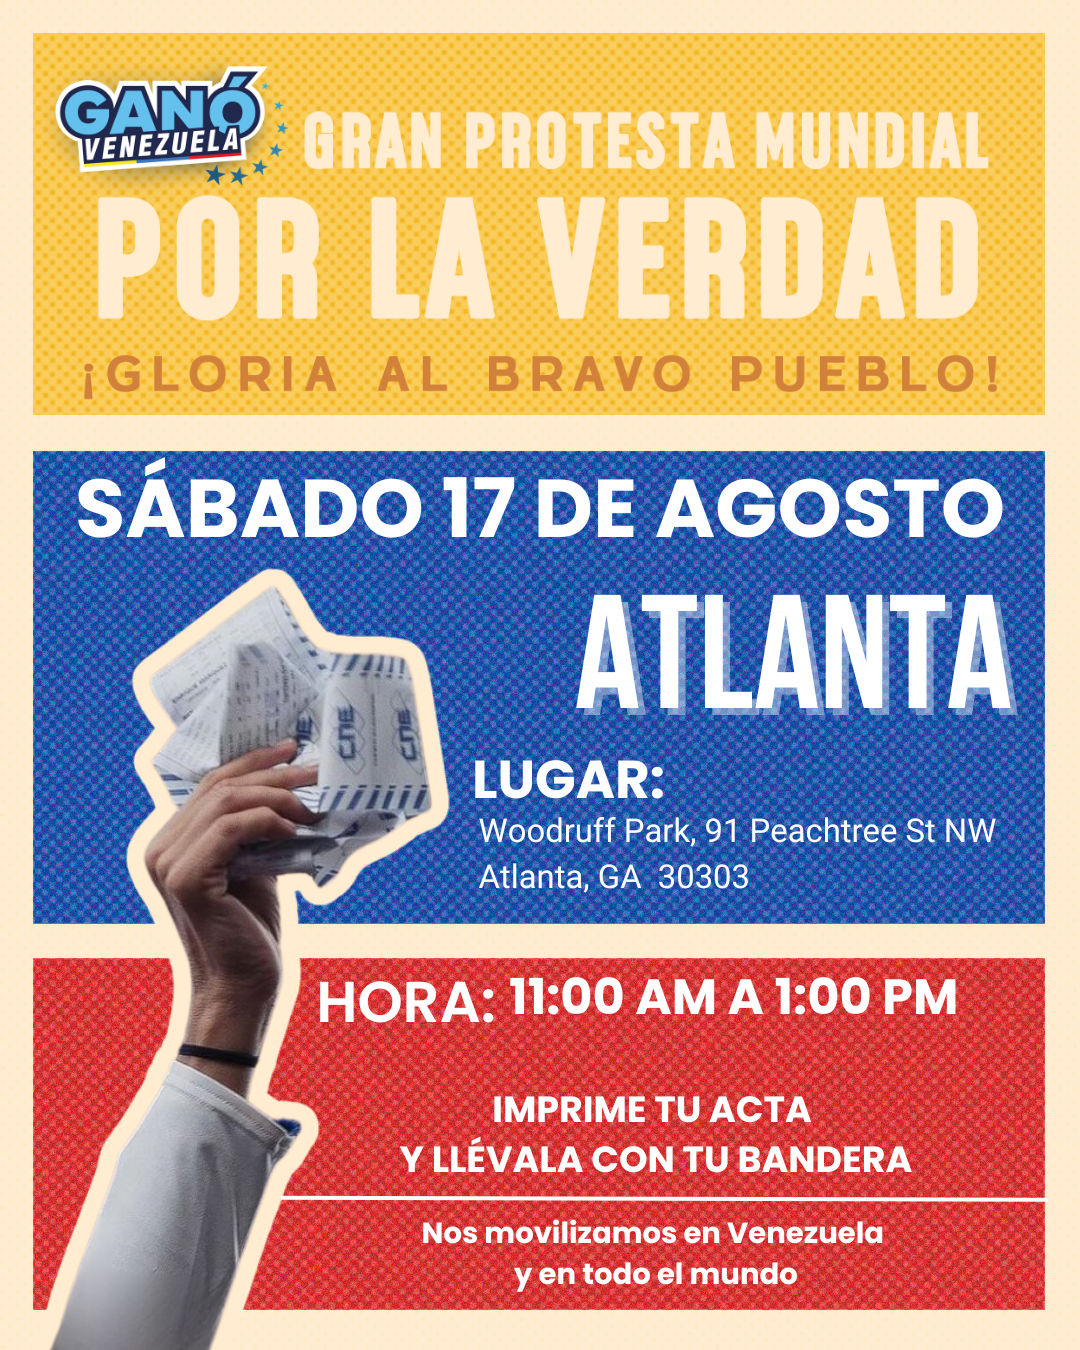 GANÓ
VENEZUELA
GRAN PROTESTA MUNDIAL
POR LA VERDAD
¡GLORIA AL BRAVO PUEBLO!
SÁBADO 17 DE AGOSTO
ATLANTA
CNE
CNE
LUGAR:
Woodruff Park, 91 Peachtree St NW
Atlanta, GA 30303
HORA: 11:00 AM A 1:00 PM
IMPRIME TU ACTA
Y LLÉVALA CON TU BANDERA
Nos movilizamos en Venezuela
y en todo el mundo